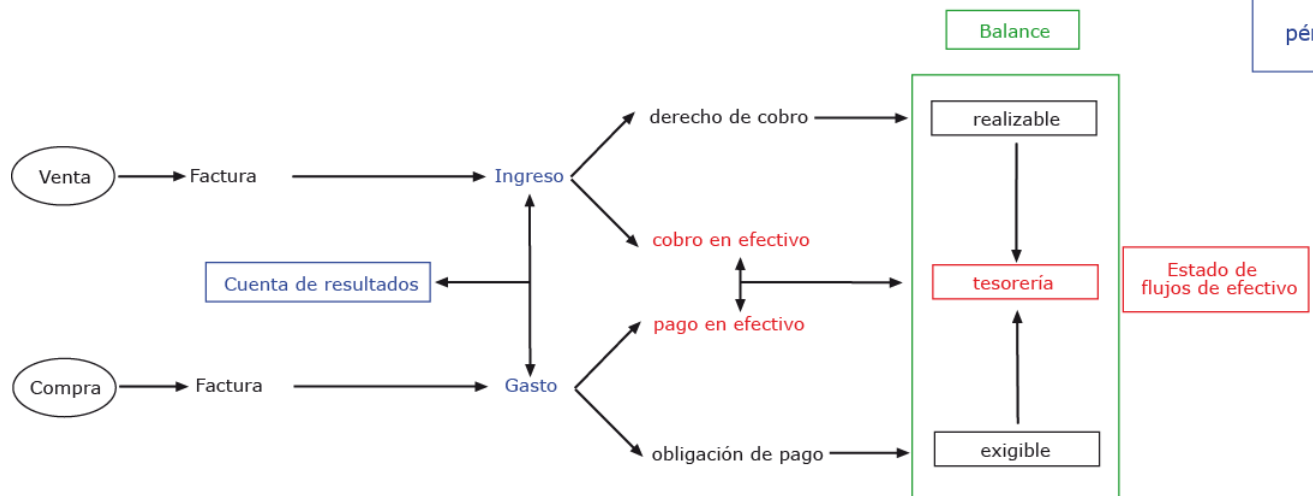 Balance
pér
derecho de cobro
realizable
Venta
Factura
Ingreso
cobro en efectivo
Cuenta de resultados
tesorería
Estado de
flujos de efectivo
pago en efectivo
Compra
Factura
Gasto
obligación de pago
exigible